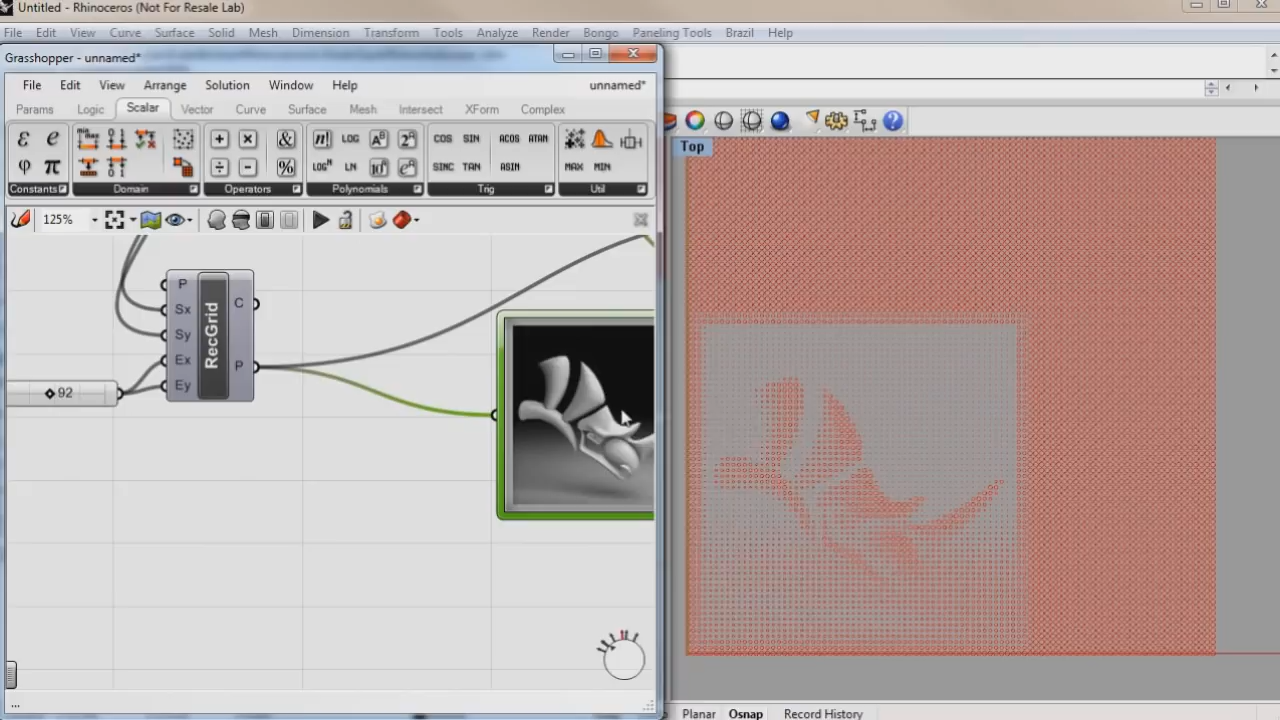 Untitled - Rhinoceros (Not For Resale Lab)
File Edit View Curve Surface Solid Mesh Dimension Transform Tools Analyze Render Bongo Paneling Tools Brazil Help
Grasshopper - unnamed*
File Edit View Arrange Solution Window Help unnamed*
Params Logic Scalar Vector Curve Surface Mesh Intersect XForm Complex
ε e + × & n! LOG COS SIN ACOS ATAN
φ π ÷ - % LN SINC TAN ASIN MAX MIN
Constants Domain Operators Polynomials Trig Util
125%
Top
P
Sx
Sy
Ex
Ey
RecGrid
C
P
92
...
Planar Osnap Record History